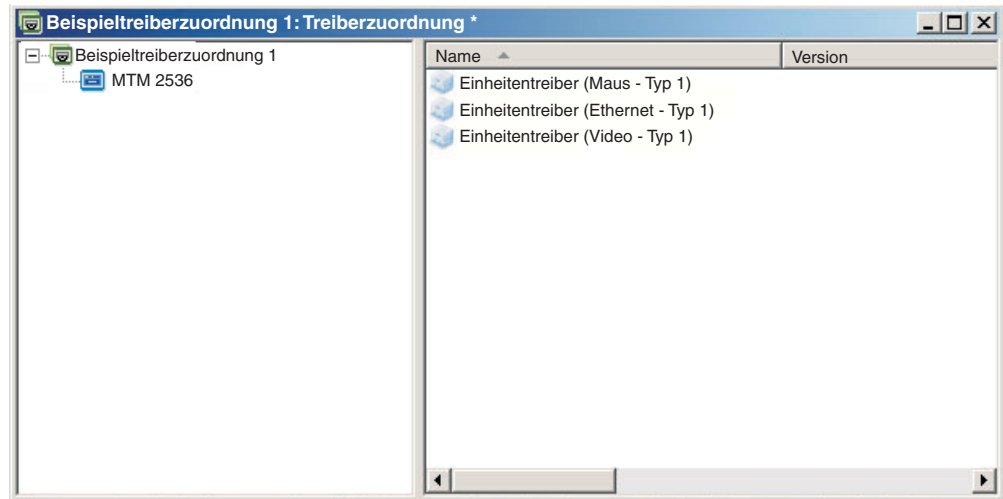 Beispieltreiberzuordnung 1: Treiberzuordnung *
Beispieltreiberzuordnung 1
MTM 2536
Name Version
Einheitentreiber (Maus - Typ 1)
Einheitentreiber (Ethernet - Typ 1)
Einheitentreiber (Video - Typ 1)